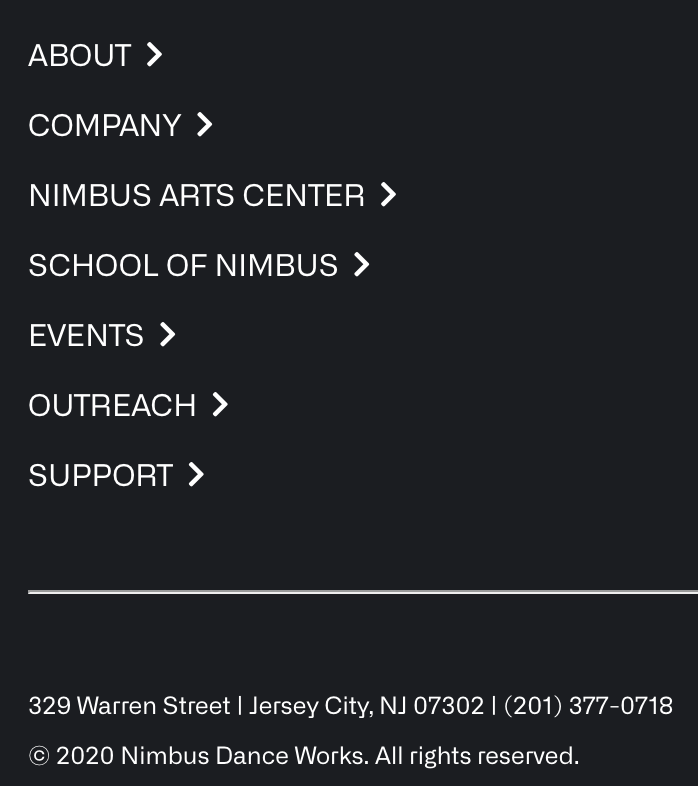 ABOUT
COMPANY
NIMBUS ARTS CENTER
SCHOOL OF NIMBUS
EVENTS
OUTREACH
SUPPORT
329 Warren Street | Jersey City, NJ 07302 | (201) 377-0718
© 2020 Nimbus Dance Works. All rights reserved.